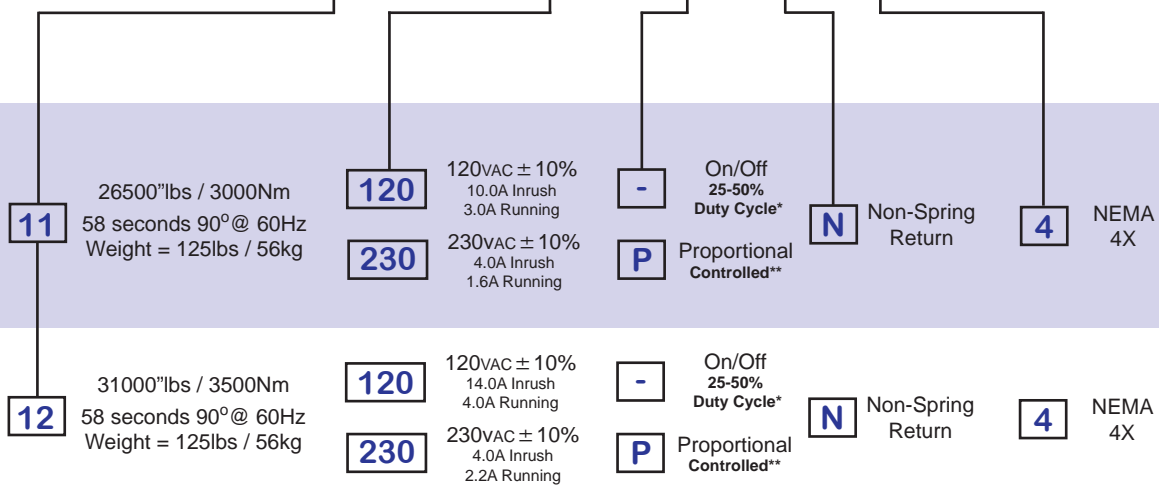 11
26500"lbs / 3000Nm
58 seconds 90º@ 60Hz
Weight = 125lbs / 56kg
120
120VAC ± 10%
10.0A Inrush
3.0A Running
230
230VAC ± 10%
4.0A Inrush
1.6A Running
-
On/Off
25-50%
Duty Cycle*
P
Proportional
Controlled**
N
Non-Spring
Return
4
NEMA
4X
12
31000"lbs / 3500Nm
58 seconds 90º@ 60Hz
Weight = 125lbs / 56kg
120
120VAC ± 10%
14.0A Inrush
4.0A Running
230
230VAC ± 10%
4.0A Inrush
2.2A Running
-
On/Off
25-50%
Duty Cycle*
P
Proportional
Controlled**
N
Non-Spring
Return
4
NEMA
4X